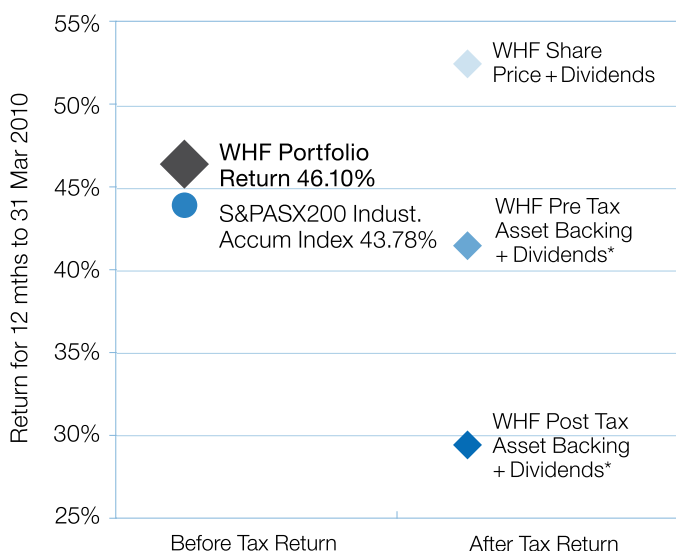 Return for 12 mths to 31 Mar 2010
55%
50%
45%
40%
35%
30%
25%
WHF Share
Price + Dividends
WHF Portfolio
Return 46.10%
S&PASX200 Indust.
Accum Index 43.78%
WHF Pre Tax
Asset Backing
+ Dividends*
WHF Post Tax
Asset Backing
+ Dividends*
Before Tax Return
After Tax Return